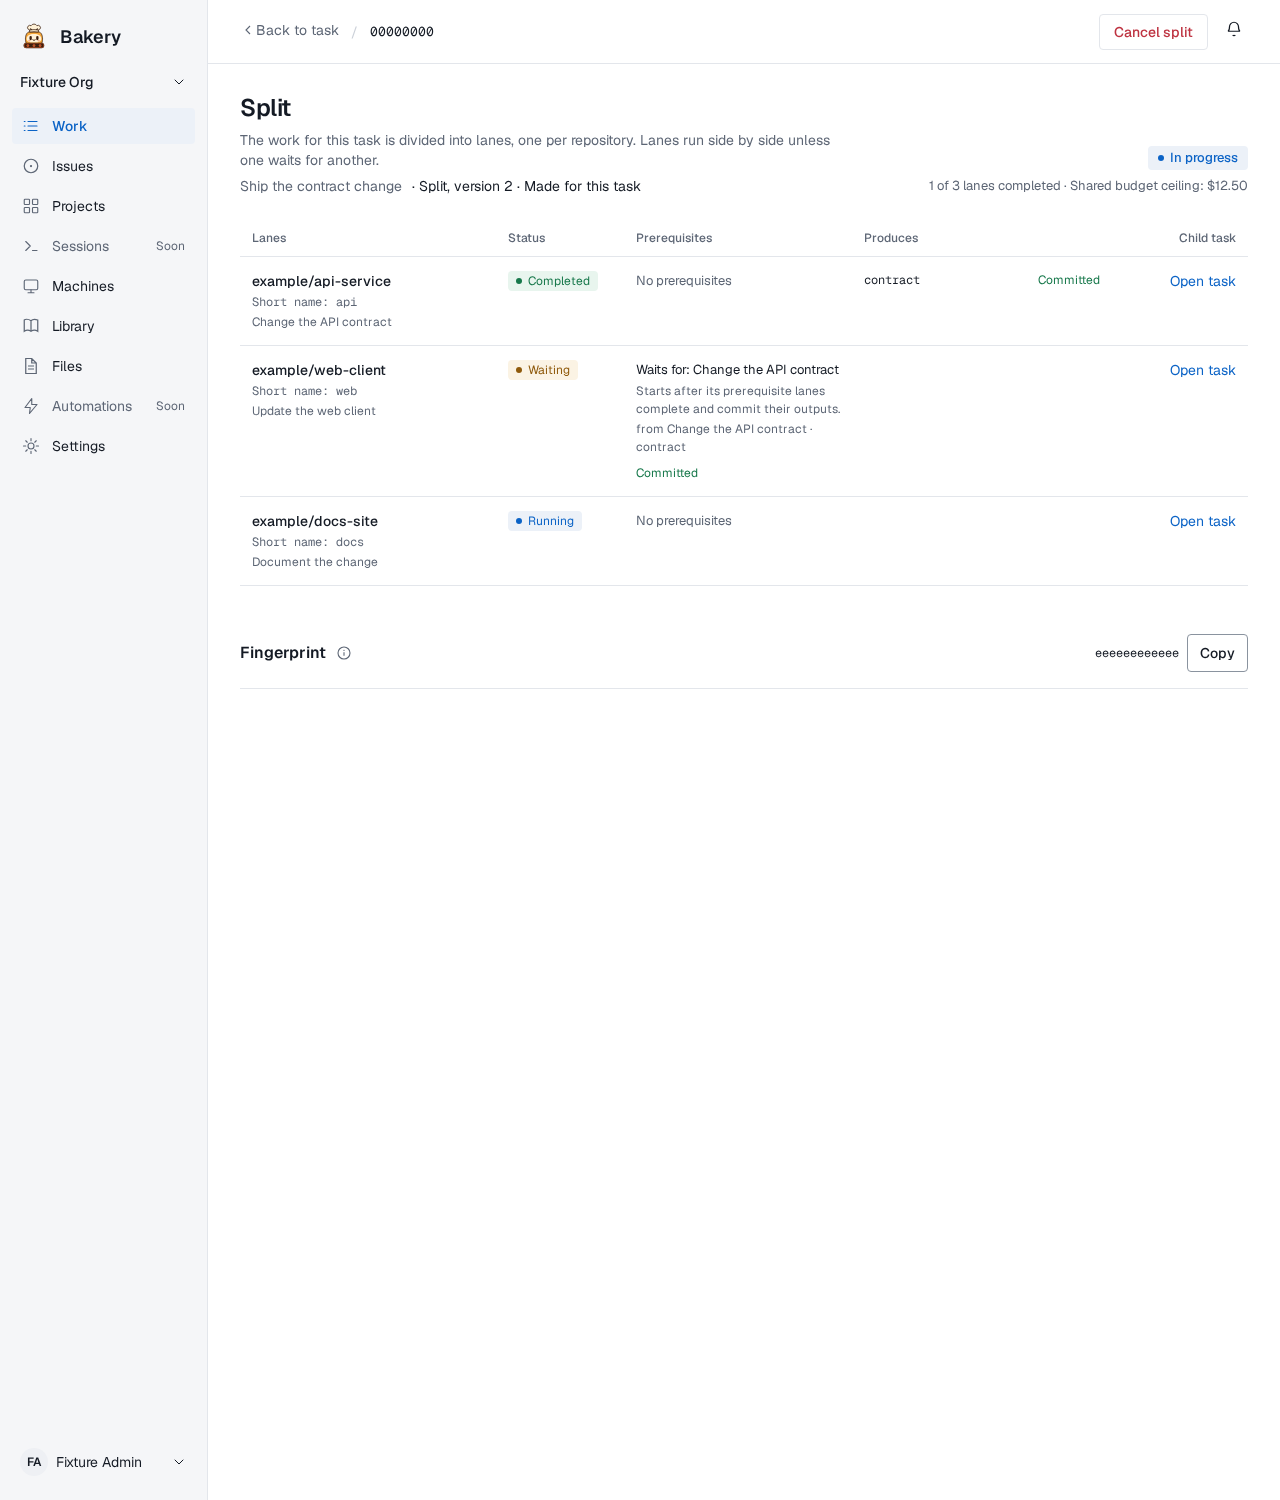 Bakery
Fixture Org
Work
Issues
Projects
Sessions Soon
Machines
Library
Files
Automations Soon
Settings
FA Fixture Admin
Back to task / 00000000
Cancel split
Split
The work for this task is divided into lanes, one per repository. Lanes run side by side unless
one waits for another.
Ship the contract change · Split, version 2 · Made for this task
In progress
1 of 3 lanes completed · Shared budget ceiling: $12.50
Lanes Status Prerequisites Produces Child task
example/api-service Completed No prerequisites contract Committed Open task
Short name: api
Change the API contract
example/web-client Waiting Waits for: Change the API contract Open task
Short name: web
Update the web client
Starts after its prerequisite lanes
complete and commit their outputs.
from Change the API contract ·
contract
Committed
example/docs-site Running No prerequisites Open task
Short name: docs
Document the change
Fingerprint eeeeeeeeeeee Copy